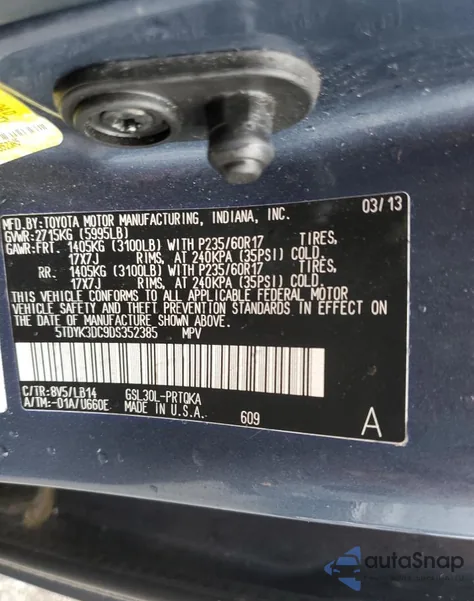 03/13
MFD.BY:TOYOTA MOTOR MANUFACTURING, INDIANA, INC.
GVWR:2715KG (5995LB)
GAWR:FRT. 1405KG (3100LB) WITH P235/60R17 TIRES,
17X7J RIMS, AT 240KPA (35PSI) COLD.
RR. 1405KG (3100LB) WITH P235/60R17 TIRES,
17X7J RIMS, AT 240KPA (35PSI) COLD.
THIS VEHICLE CONFORMS TO ALL APPLICABLE FEDERAL MOTOR
VEHICLE SAFETY AND THEFT PREVENTION STANDARDS IN EFFECT ON
THE DATE OF MANUFACTURE SHOWN ABOVE.
5TDYK3DC9DS352385 MPV
C/TR:8V5/LB14 GSL30L-PRTQKA
A/TM:-01A/U660E MADE IN U.S.A. 609 A
autoSnap